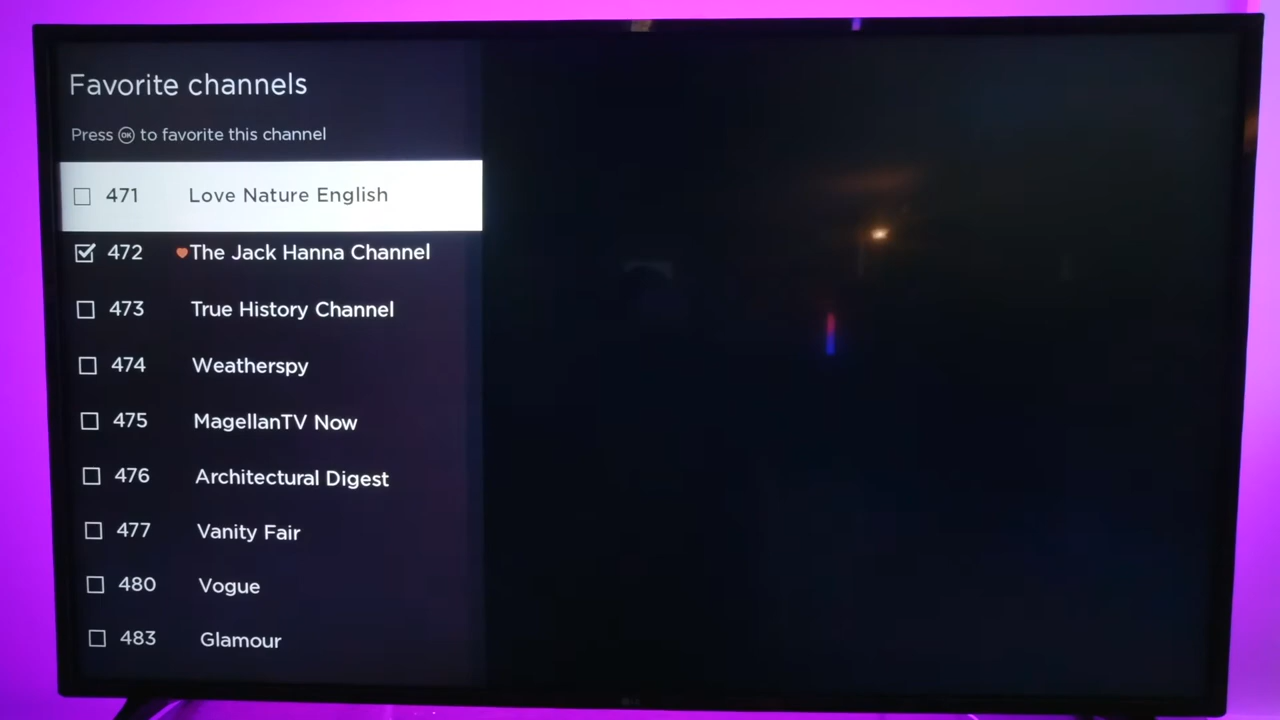 Favorite channels
Press OK to favorite this channel
471 Love Nature English
472 The Jack Hanna Channel
473 True History Channel
474 Weatherspy
475 MagellanTV Now
476 Architectural Digest
477 Vanity Fair
480 Vogue
483 Glamour